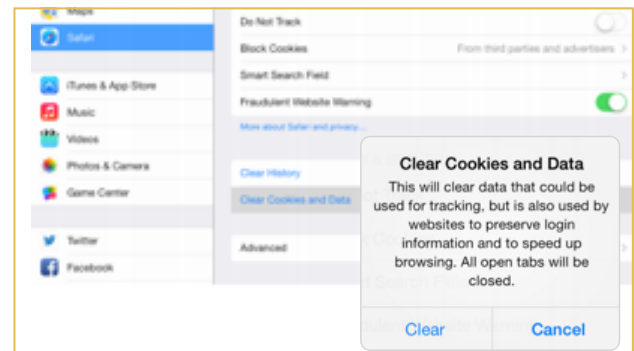 Maps
Do Not Track
Safari
Block Cookies From third parties and advertisers
Smart Search Field
iTunes & App Store
Fraudulent Website Warning
Music
More about Safari and privacy...
Videos
Photos & Camera
Clear History
Game Center
Clear Cookies and Data
Twitter
Advanced
Facebook
Clear Cookies and Data
This will clear data that could be
used for tracking, but is also used by
websites to preserve login
information and to speed up
browsing. All open tabs will be
closed.
Clear Cancel